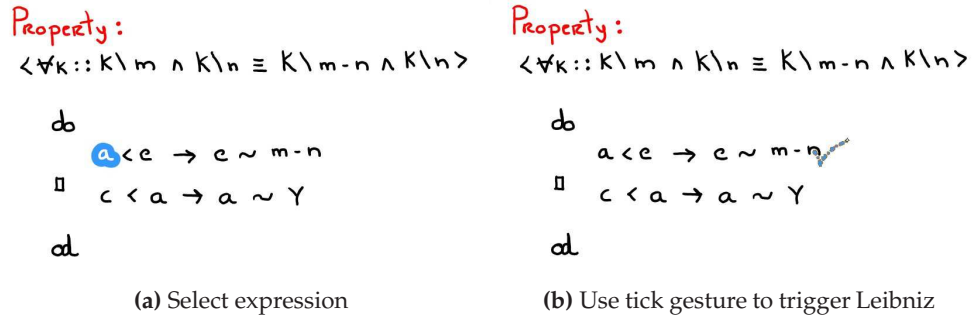 Property:
<∀K:: K\m ∧ K\n ≡ K\m-n ∧ K\n>
do
a<c → c ~ m-n
▯ c < a → a ~ Y
od
(a) Select expression
Property:
<∀K:: K\m ∧ K\n ≡ K\m-n ∧ K\n>
do
a<c → c ~ m-n
▯ c < a → a ~ Y
od
(b) Use tick gesture to trigger Leibniz